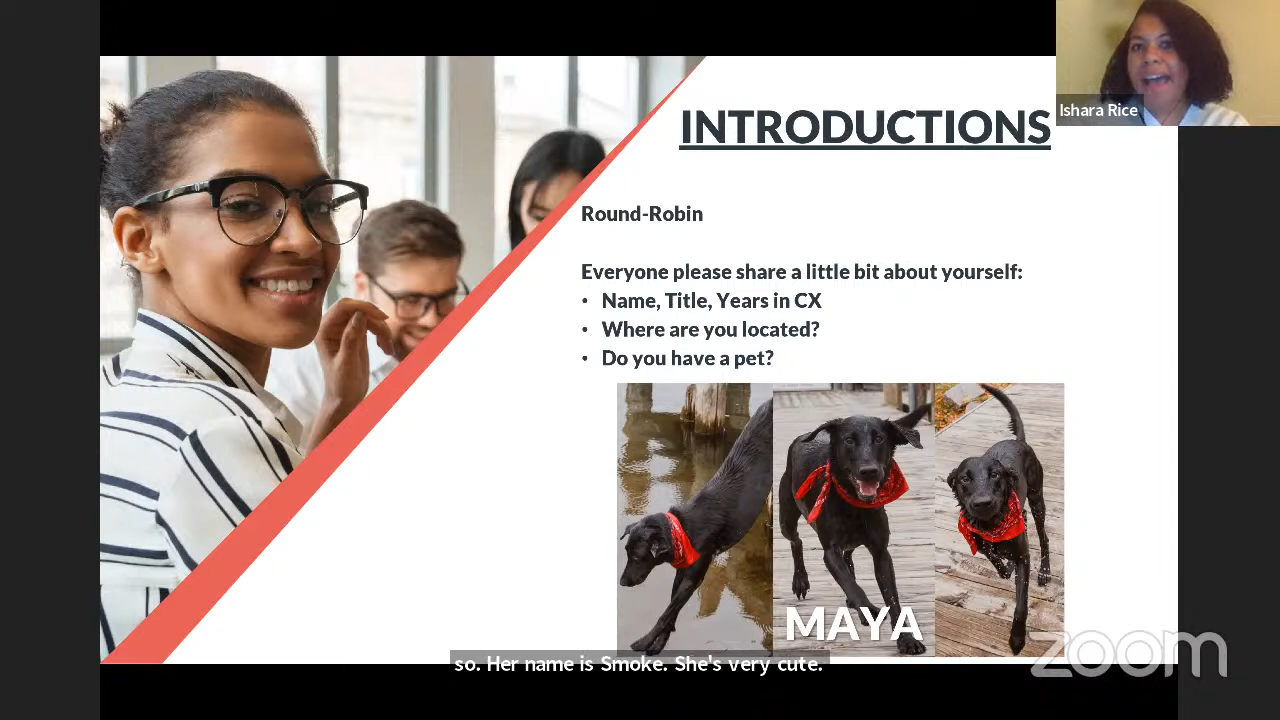 INTRODUCTIONS
Ishara Rice
Round-Robin
Everyone please share a little bit about yourself:
• Name, Title, Years in CX
• Where are you located?
• Do you have a pet?
MAYA
so. Her name is Smoke. She's very cute.
zoom